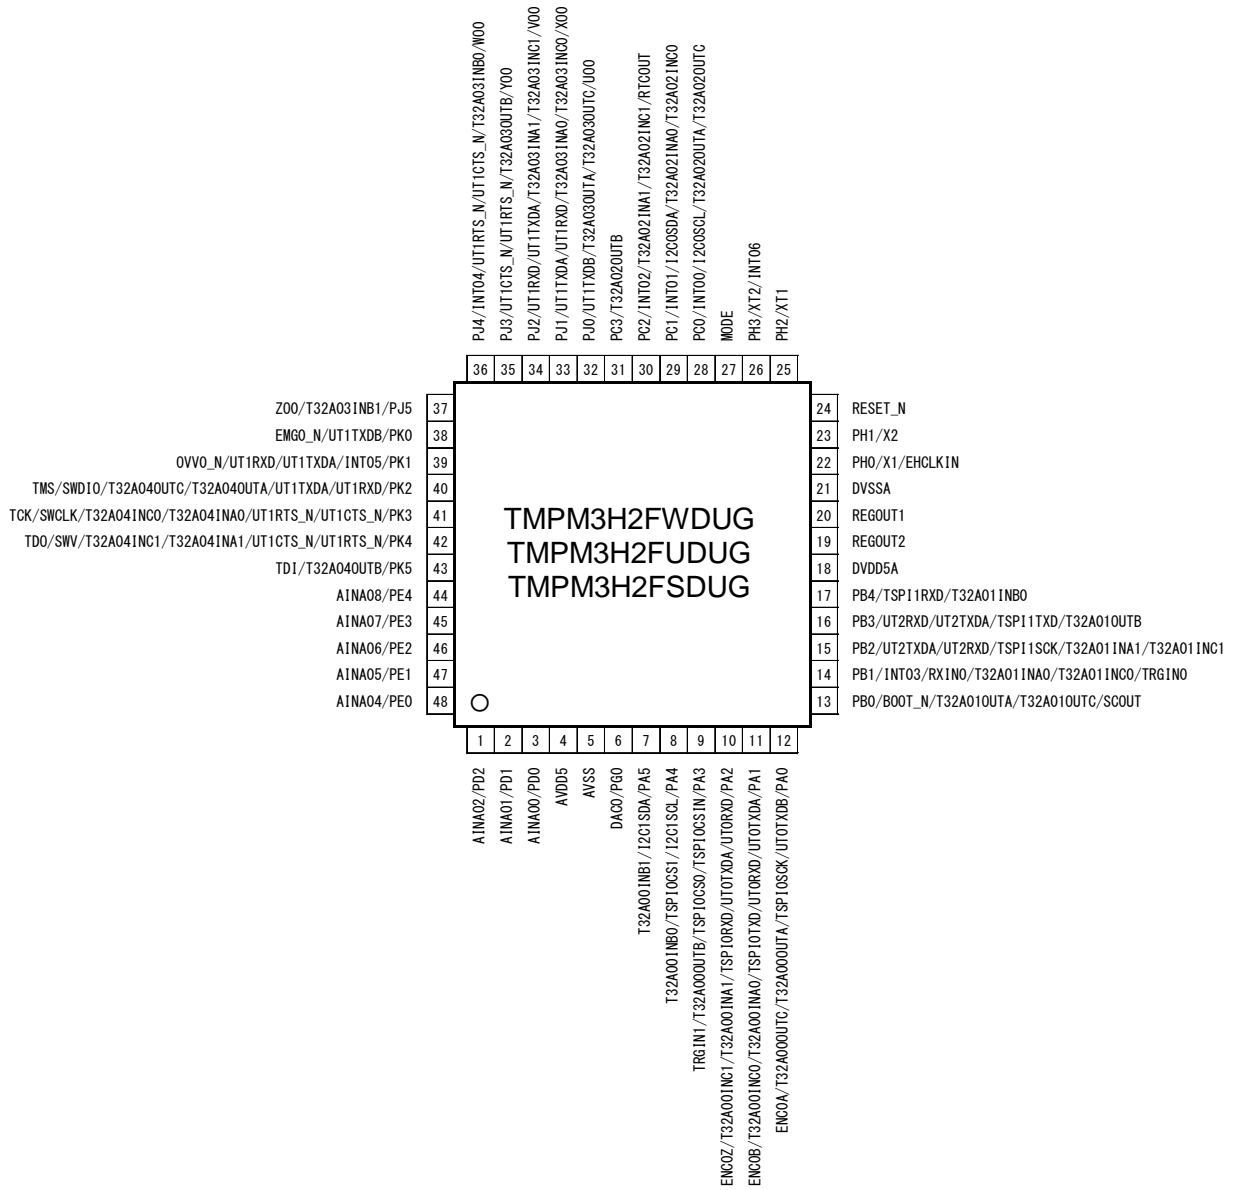 PJ4/INT04/UT1RTS_N/UT1CTS_N/T32A03INB0/WO0
PJ3/UT1CTS_N/UT1RTS_N/T32A03OUTB/YO0
PJ2/UT1RXD/UT1TXDA/T32A03INA1/T32A03INC1/VO0
PJ1/UT1TXDA/UT1RXD/T32A03INA0/T32A03INC0/XO0
PJ0/UT1TXDB/T32A03OUTA/T32A03OUTC/UO0
PC3/T32A02OUTB
PC2/INT02/T32A02INA1/T32A02INC1/RTCOUT
PC1/INT01/I2C0SDA/T32A02INA0/T32A02INC0
PC0/INT00/I2C0SCL/T32A02OUTA/T32A02OUTC
MODE
PH3/XT2/INT06
PH2/XT1
36 35 34 33 32 31 30 29 28 27 26 25
ZO0/T32A03INB1/PJ5 37
EMG0_N/UT1TXDB/PK0 38
OVV0_N/UT1RXD/UT1TXDA/INT05/PK1 39
TMS/SWDIO/T32A04OUTC/T32A04OUTA/UT1TXDA/UT1RXD/PK2 40
TCK/SWCLK/T32A04INC0/T32A04INA0/UT1RTS_N/UT1CTS_N/PK3 41
TDO/SWV/T32A04INC1/T32A04INA1/UT1CTS_N/UT1RTS_N/PK4 42
TDI/T32A04OUTB/PK5 43
AINA08/PE4 44
AINA07/PE3 45
AINA06/PE2 46
AINA05/PE1 47
AINA04/PE0 48
TMPM3H2FWDUG
TMPM3H2FUDUG
TMPM3H2FSDUG
24 RESET_N
23 PH1/X2
22 PH0/X1/EHCLKIN
21 DVSSA
20 REGOUT1
19 REGOUT2
18 DVDD5A
17 PB4/TSPI1RXD/T32A01INB0
16 PB3/UT2RXD/UT2TXDA/TSPI1TXD/T32A01OUTB
15 PB2/UT2TXDA/UT2RXD/TSPI1SCK/T32A01INA1/T32A01INC1
14 PB1/INT03/RXIN0/T32A01INA0/T32A01INC0/TRGIN0
13 PB0/BOOT_N/T32A01OUTA/T32A01OUTC/SCOUT
1 2 3 4 5 6 7 8 9 10 11 12
AINA02/PD2
AINA01/PD1
AINA00/PD0
AVDD5
AVSS
DAC0/PG0
T32A00INB1/I2C1SDA/PA5
T32A00INB0/TSPI0CS1/I2C1SCL/PA4
TRGIN1/T32A00OUTB/TSPI0CS0/TSPI0CSIN/PA3
ENC0Z/T32A00INC1/T32A00INA1/TSPI0RXD/UT0TXDA/UT0RXD/PA2
ENC0B/T32A00INC0/T32A00INA0/TSPI0TXD/UT0RXD/UT0TXDA/PA1
ENC0A/T32A00OUTC/T32A00OUTA/TSPI0SCK/UT0TXDB/PA0